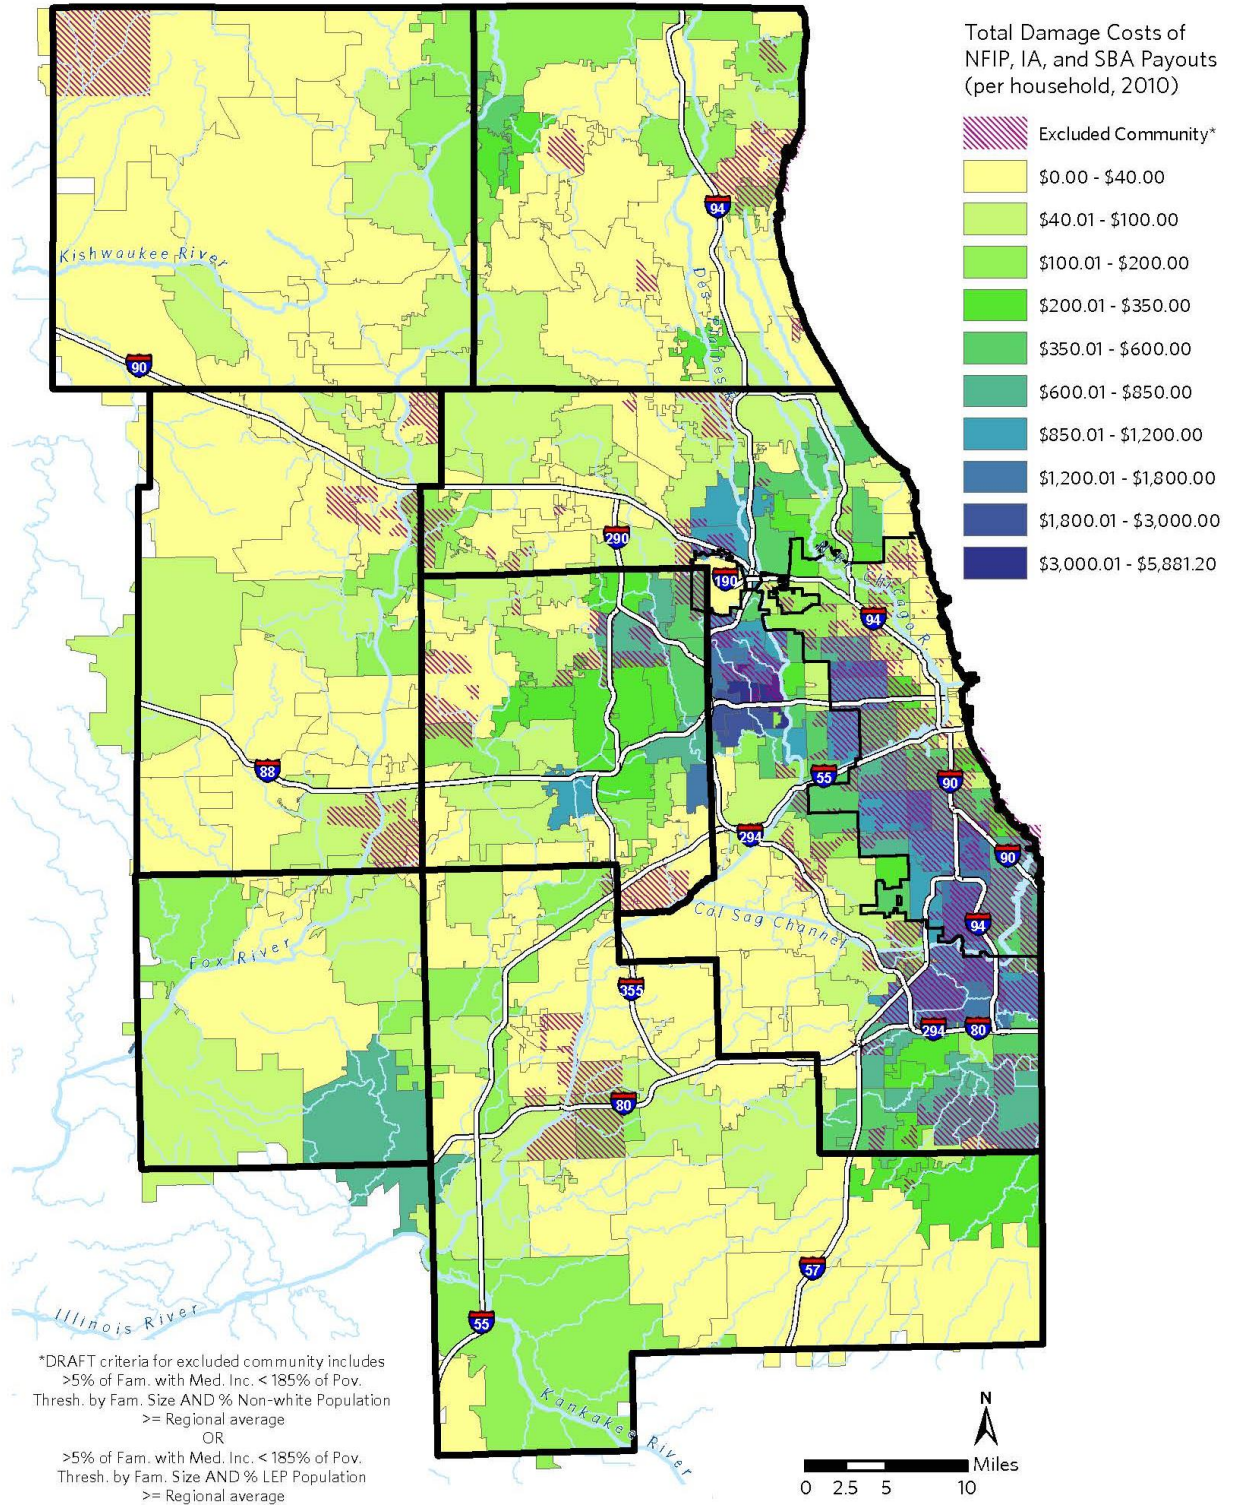 Total Damage Costs of
NFIP, IA, and SBA Payouts
(per household, 2010)
Excluded Community*
$0.00 - $40.00
$40.01 - $100.00
$100.01 - $200.00
$200.01 - $350.00
$350.01 - $600.00
$600.01 - $850.00
$850.01 - $1,200.00
$1,200.01 - $1,800.00
$1,800.01 - $3,000.00
$3,000.01 - $5,881.20
94
Kishwaukee River
Des Plaines
90
290
190
94
88
55
90
294
90
Cal Sag Channel
94
Fox River
355
294
80
80
57
Illinois River
55
Kankakee River
*DRAFT criteria for excluded community includes
>5% of Fam. with Med. Inc. < 185% of Pov.
Thresh. by Fam. Size AND % Non-white Population
>= Regional average
OR
>5% of Fam. with Med. Inc. < 185% of Pov.
Thresh. by Fam. Size AND % LEP Population
>= Regional average
N
Miles
0 2.5 5 10